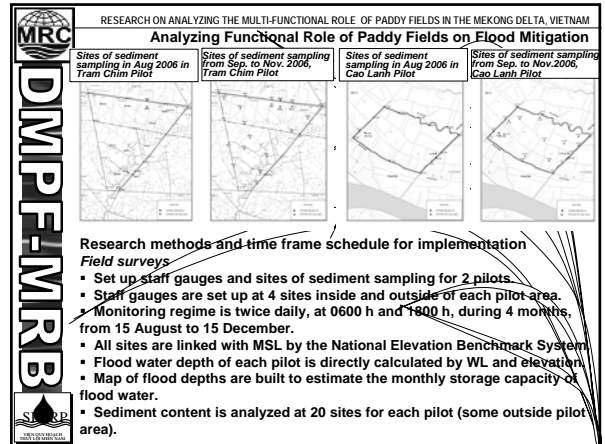 RESEARCH ON ANALYZING THE MULTI-FUNCTIONAL ROLE OF PADDY FIELDS IN THE MEKONG DELTA, VIETNAM
Analyzing Functional Role of Paddy Fields on Flood Mitigation
MRC
DMPF-MRB
Sites of sediment
sampling in Aug 2006 in
Tram Chim Pilot
Sites of sediment sampling
from Sep. to Nov. 2006,
Tram Chim Pilot
Sites of sediment
sampling in Aug 2006 in
Cao Lanh Pilot
Sites of sediment sampling
from Sep. to Nov.2006,
Cao Lanh Pilot
Research methods and time frame schedule for implementation
Field surveys
▪ Set up staff gauges and sites of sediment sampling for 2 pilots.
▪ Staff gauges are set up at 4 sites inside and outside of each pilot area.
▪ Monitoring regime is twice daily, at 0600 h and 1800 h, during 4 months,
from 15 August to 15 December.
▪ All sites are linked with MSL by the National Elevation Benchmark System
▪ Flood water depth of each pilot is directly calculated by WL and elevation.
▪ Map of flood depths are built to estimate the monthly storage capacity of
flood water.
▪ Sediment content is analyzed at 20 sites for each pilot (some outside pilot
area).
VIỆN QUY HOẠCH
THUỶ LỢI MIỀN NAM